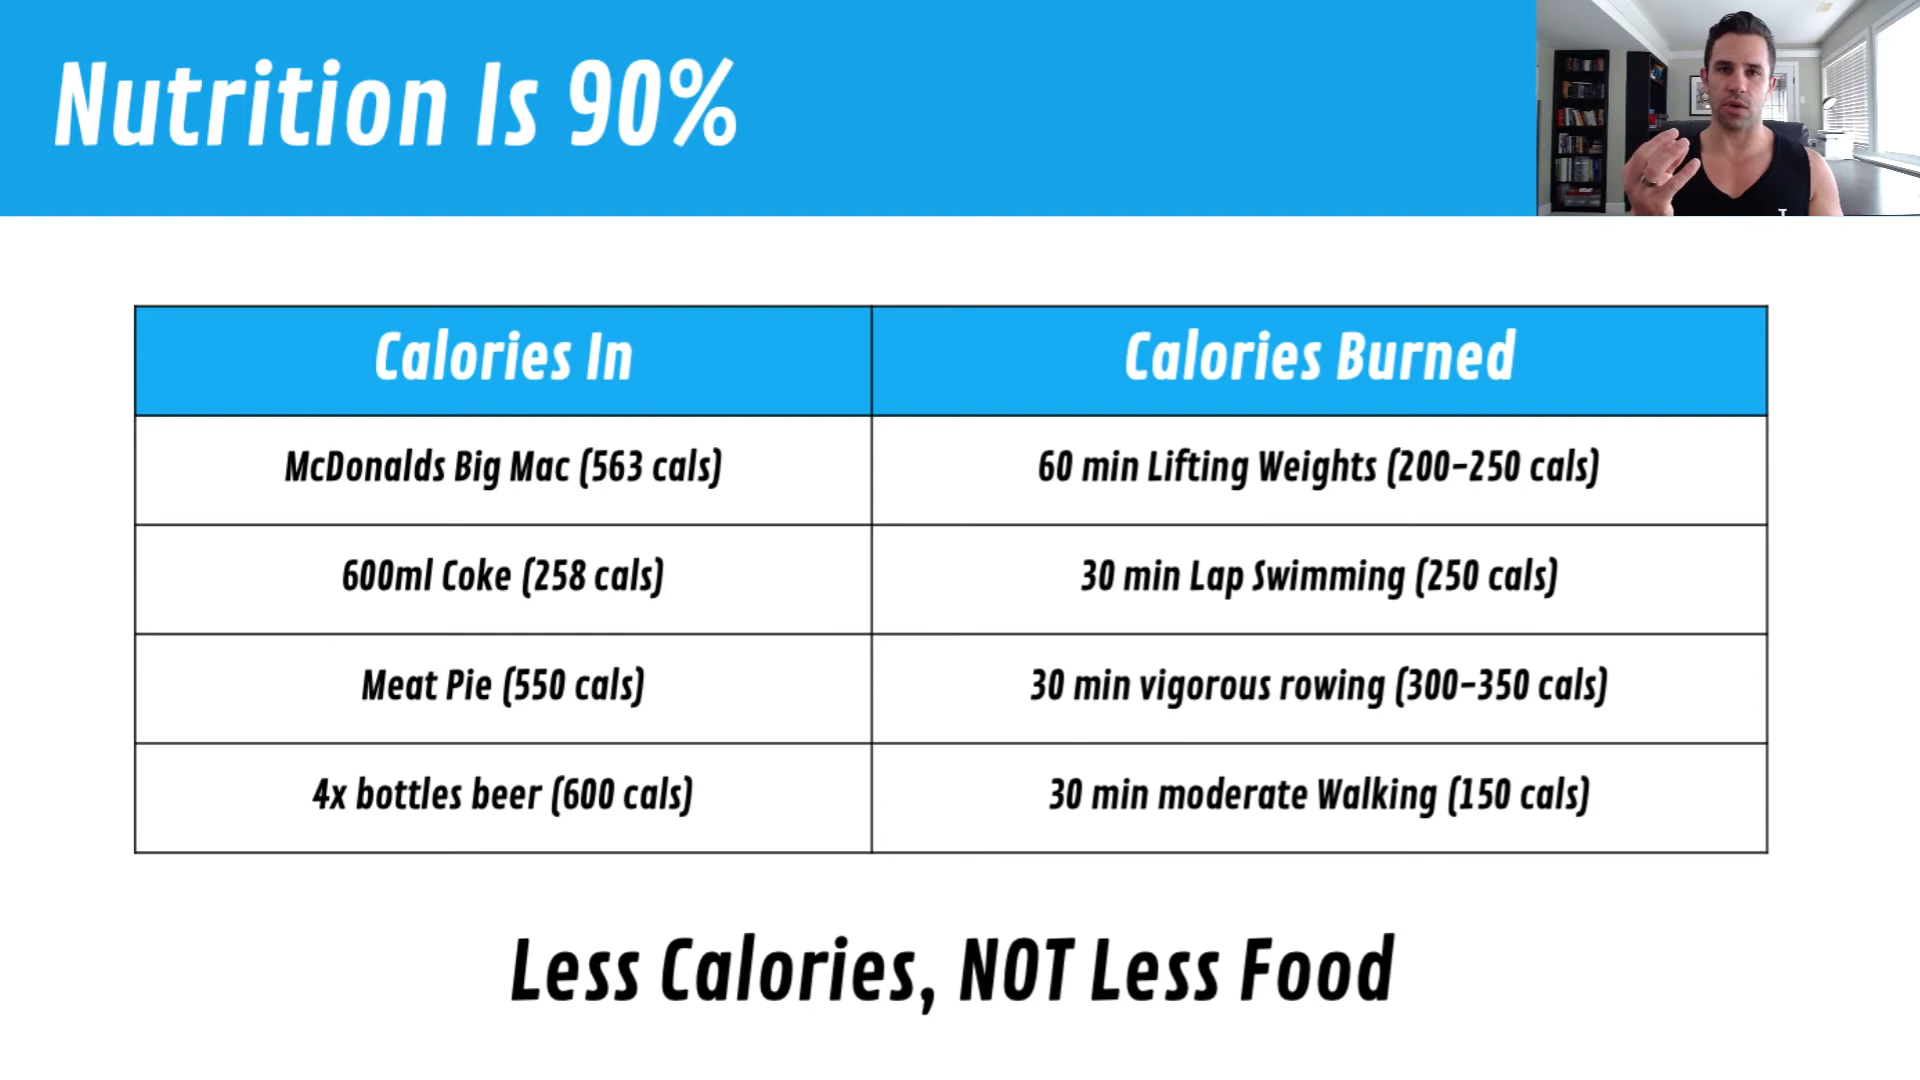 Nutrition Is 90%
Calories In
Calories Burned
McDonalds Big Mac (563 cals)
60 min Lifting Weights (200-250 cals)
600ml Coke (258 cals)
30 min Lap Swimming (250 cals)
Meat Pie (550 cals)
30 min vigorous rowing (300-350 cals)
4x bottles beer (600 cals)
30 min moderate Walking (150 cals)
Less Calories, NOT Less Food